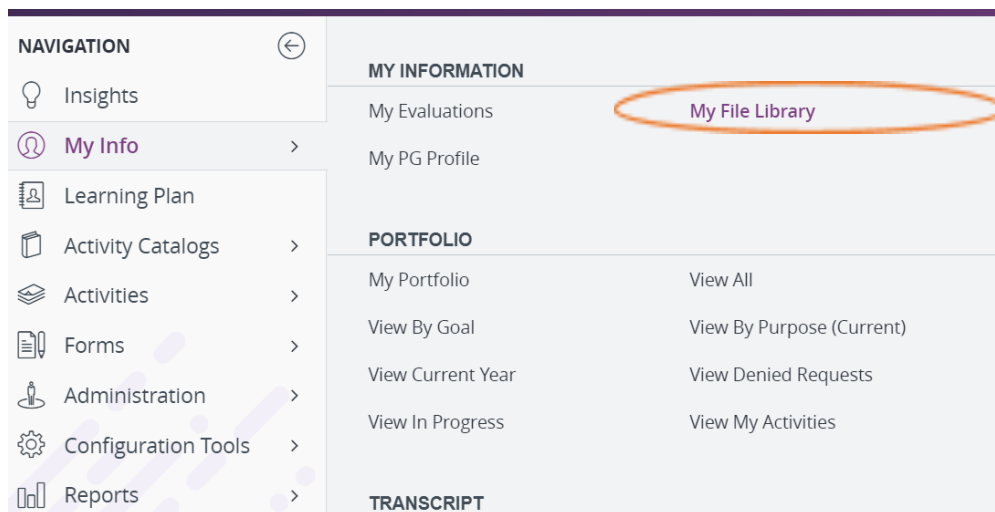 NAVIGATION
Insights
My Info
Learning Plan
Activity Catalogs
Activities
Forms
Administration
Configuration Tools
Reports
MY INFORMATION
My Evaluations
My File Library
My PG Profile
PORTFOLIO
My Portfolio
View All
View By Goal
View By Purpose (Current)
View Current Year
View Denied Requests
View In Progress
View My Activities
TRANSCRIPT